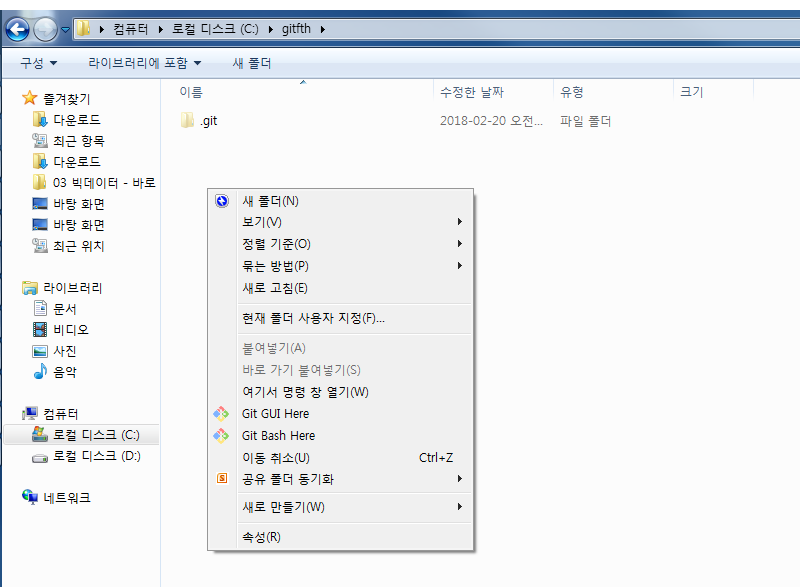 컴퓨터 로컬 디스크 (C:) gitfth
구성 라이브러리에 포함 새 폴더
즐겨찾기
다운로드
최근 항목
다운로드
03 빅데이터 - 바로
바탕 화면
바탕 화면
최근 위치
라이브러리
문서
비디오
사진
음악
컴퓨터
로컬 디스크 (C:)
로컬 디스크 (D:)
네트워크
이름 수정한 날짜 유형 크기
.git 2018-02-20 오전... 파일 폴더
새 폴더(N)
보기(V)
정렬 기준(O)
묶는 방법(P)
새로 고침(E)
현재 폴더 사용자 지정(F)...
붙여넣기(A)
바로 가기 붙여넣기(S)
여기서 명령 창 열기(W)
Git GUI Here
Git Bash Here
이동 취소(U) Ctrl+Z
공유 폴더 동기화
새로 만들기(W)
속성(R)